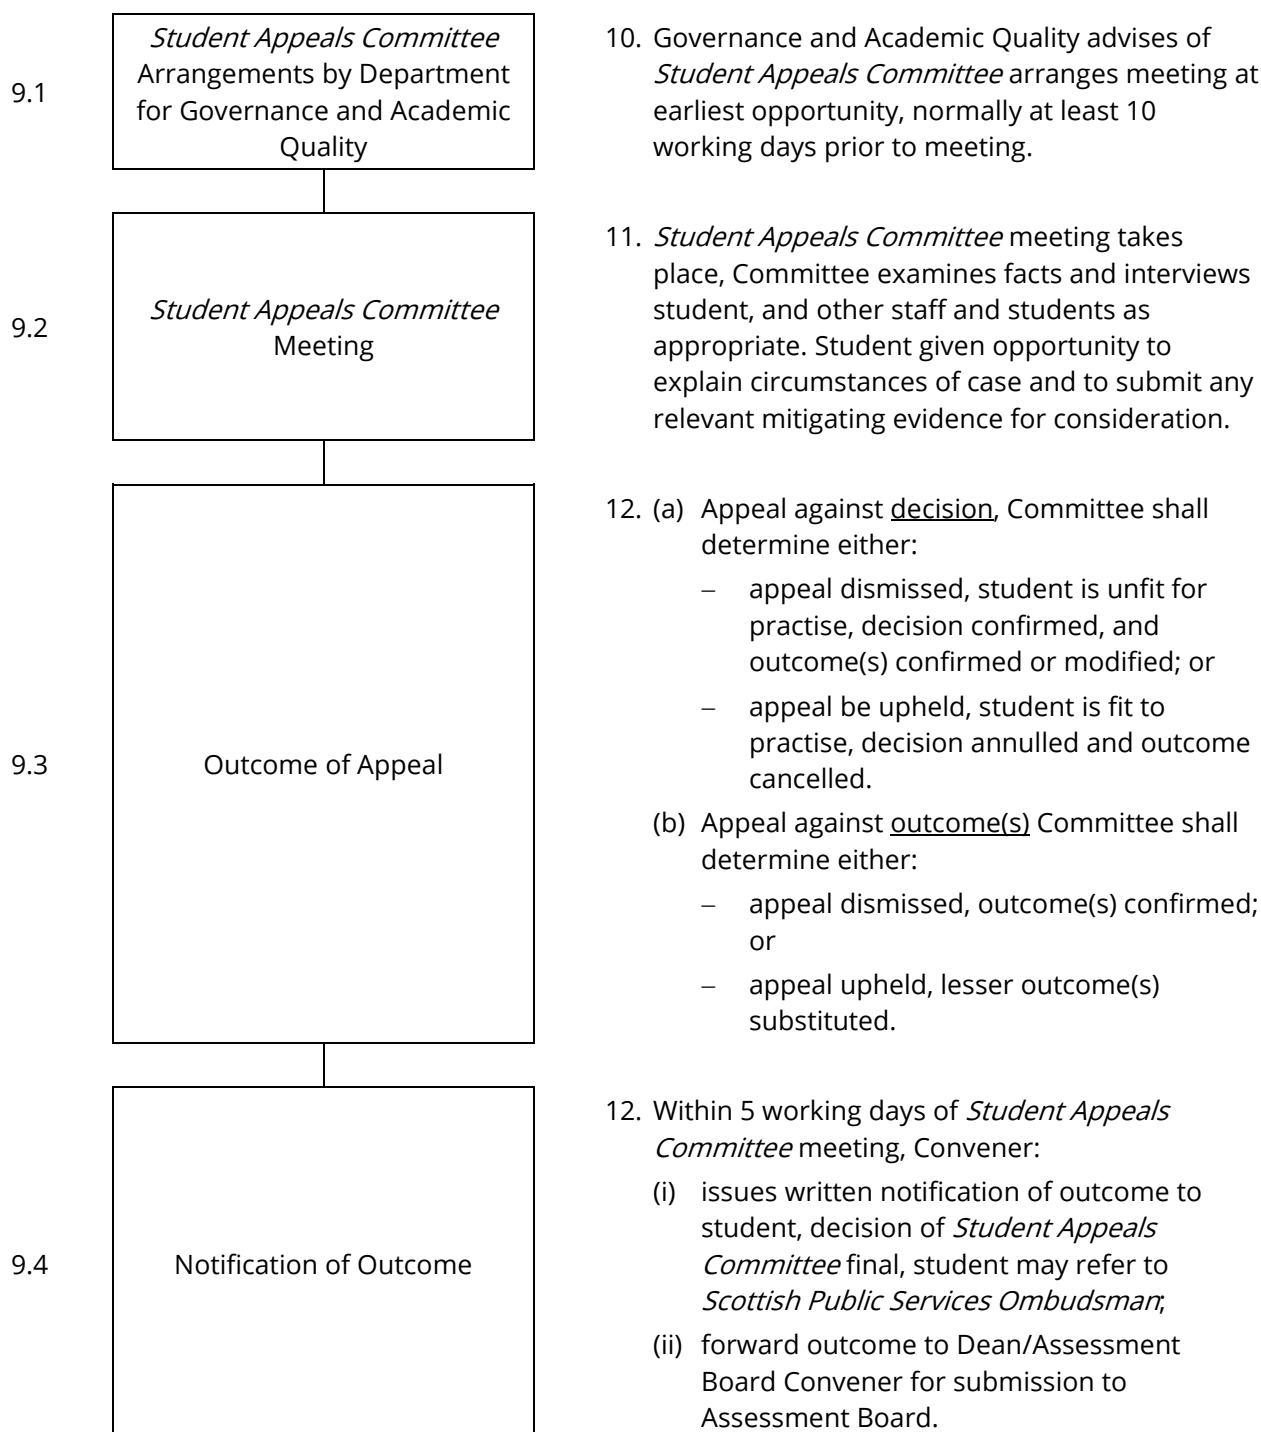 9.1
Student Appeals Committee
Arrangements by Department
for Governance and Academic
Quality
10. Governance and Academic Quality advises of
Student Appeals Committee arranges meeting at
earliest opportunity, normally at least 10
working days prior to meeting.
9.2
Student Appeals Committee
Meeting
11. Student Appeals Committee meeting takes
place, Committee examines facts and interviews
student, and other staff and students as
appropriate. Student given opportunity to
explain circumstances of case and to submit any
relevant mitigating evidence for consideration.
9.3
Outcome of Appeal
12. (a) Appeal against decision, Committee shall
determine either:
– appeal dismissed, student is unfit for
practise, decision confirmed, and
outcome(s) confirmed or modified; or
– appeal be upheld, student is fit to
practise, decision annulled and outcome
cancelled.
(b) Appeal against outcome(s) Committee shall
determine either:
– appeal dismissed, outcome(s) confirmed;
or
– appeal upheld, lesser outcome(s)
substituted.
9.4
Notification of Outcome
12. Within 5 working days of Student Appeals
Committee meeting, Convener:
(i) issues written notification of outcome to
student, decision of Student Appeals
Committee final, student may refer to
Scottish Public Services Ombudsman;
(ii) forward outcome to Dean/Assessment
Board Convener for submission to
Assessment Board.